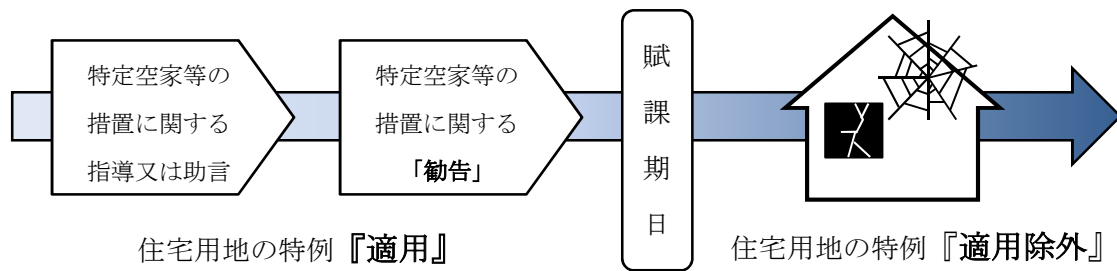 特定空家等の
措置に関する
指導又は助言
特定空家等の
措置に関する
「勧告」
賦課期日
住宅用地の特例『適用』
住宅用地の特例『適用除外』